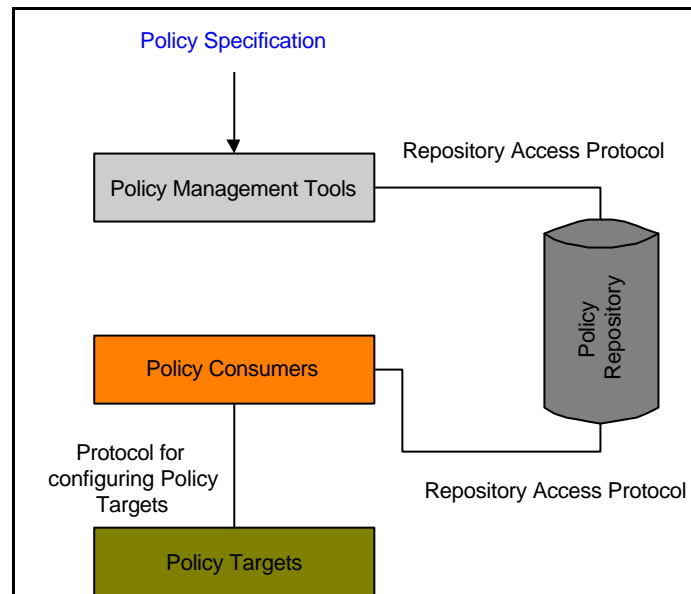 Policy Specification
Repository Access Protocol
Policy Management Tools
Policy
Repository
Policy Consumers
Protocol for
configuring Policy
Targets
Repository Access Protocol
Policy Targets